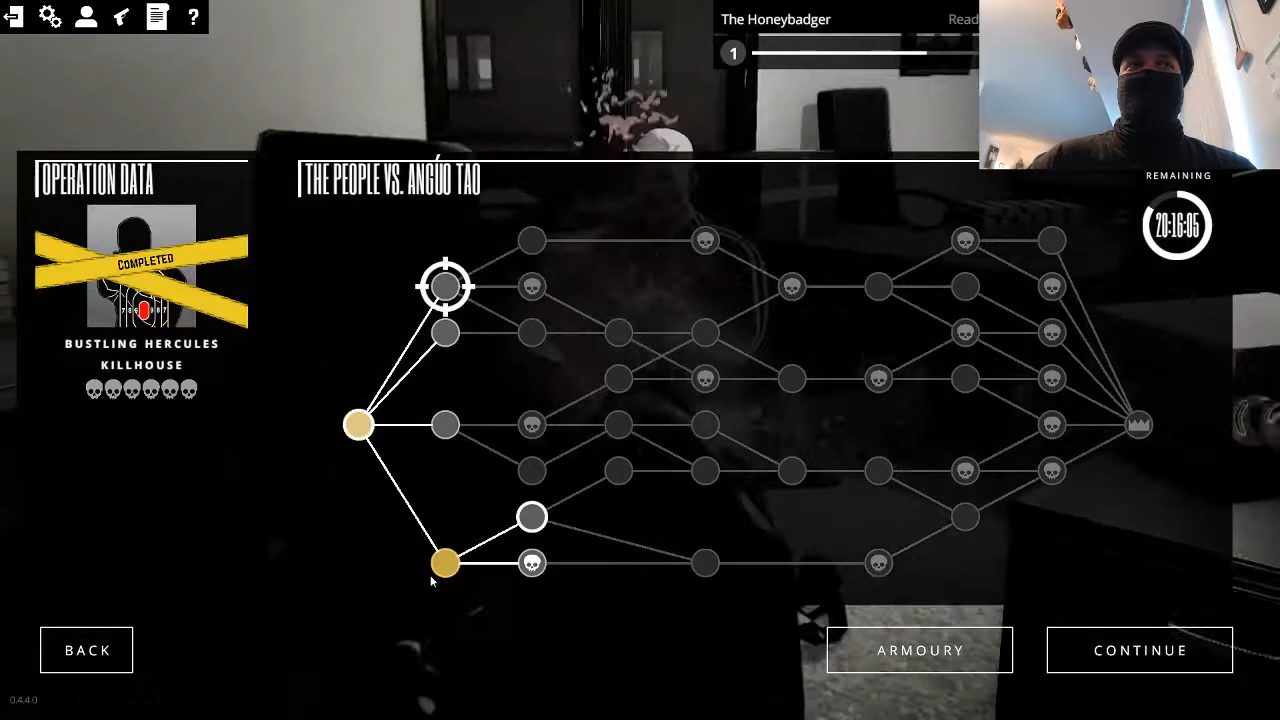 ?
The Honeybadger
Read
1
OPERATION DATA
THE PEOPLE VS. ANGÚO TAO
COMPLETED
BUSTLING HERCULES
KILLHOUSE
REMAINING
20:16:05
BACK
ARMOURY
CONTINUE
0.4.4.0